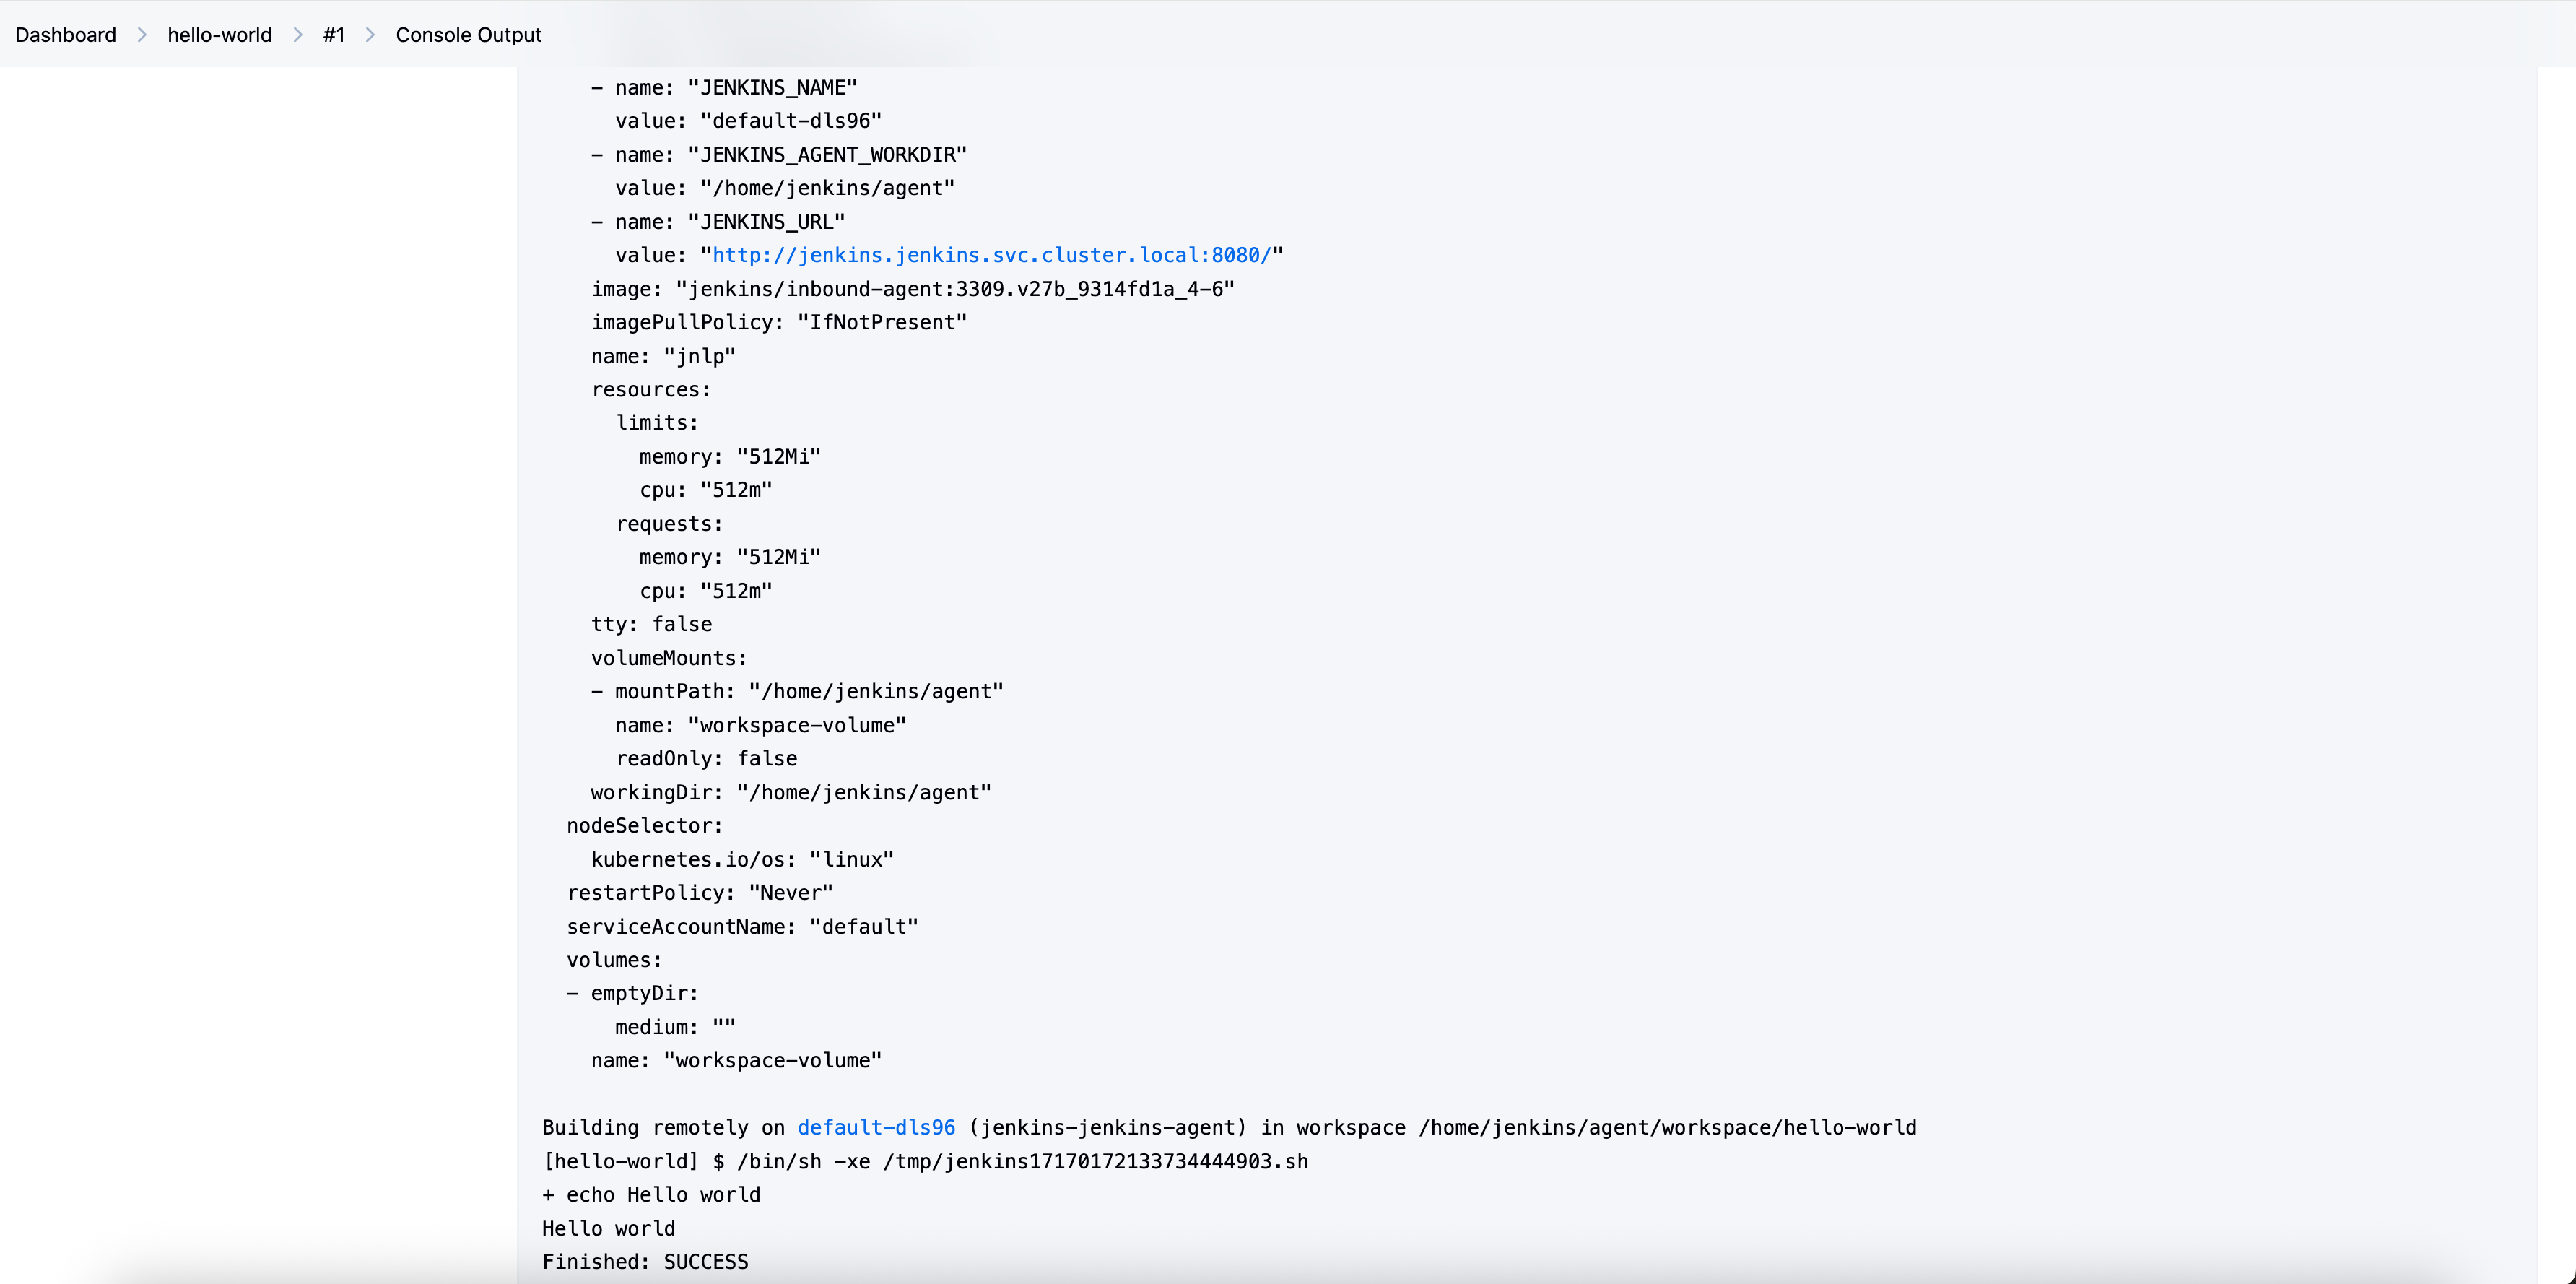 Dashboard > hello-world > #1 > Console Output
- name: "JENKINS_NAME"
value: "default-dls96"
- name: "JENKINS_AGENT_WORKDIR"
value: "/home/jenkins/agent"
- name: "JENKINS_URL"
value: "http://jenkins.jenkins.svc.cluster.local:8080/"
image: "jenkins/inbound-agent:3309.v27b_9314fd1a_4-6"
imagePullPolicy: "IfNotPresent"
name: "jnlp"
resources:
limits:
memory: "512Mi"
cpu: "512m"
requests:
memory: "512Mi"
cpu: "512m"
tty: false
volumeMounts:
- mountPath: "/home/jenkins/agent"
name: "workspace-volume"
readOnly: false
workingDir: "/home/jenkins/agent"
nodeSelector:
kubernetes.io/os: "linux"
restartPolicy: "Never"
serviceAccountName: "default"
volumes:
- emptyDir:
medium: ""
name: "workspace-volume"
Building remotely on default-dls96 (jenkins-jenkins-agent) in workspace /home/jenkins/agent/workspace/hello-world
[hello-world] $ /bin/sh -xe /tmp/jenkins17170172133734444903.sh
+ echo Hello world
Hello world
Finished: SUCCESS